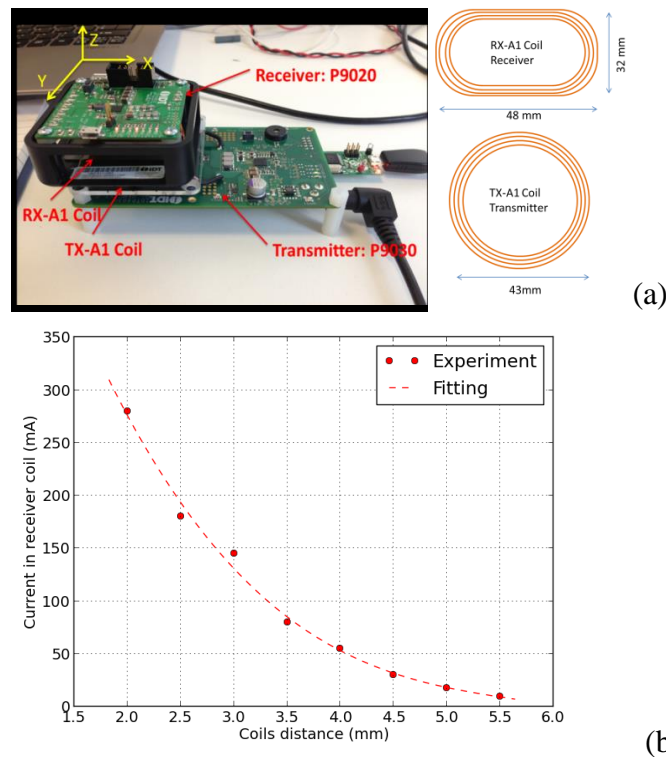 Z
X
Y
Receiver: P9020
IDT
RX-A1 Coil
TX-A1 Coil
IDT
Transmitter: P9030
RX-A1 Coil
Receiver
32 mm
48 mm
TX-A1 Coil
Transmitter
43mm
(a)
350
300
250
200
150
100
50
0
Current in receiver coil (mA)
Experiment
Fitting
1.5 2.0 2.5 3.0 3.5 4.0 4.5 5.0 5.5 6.0
Coils distance (mm)
(b